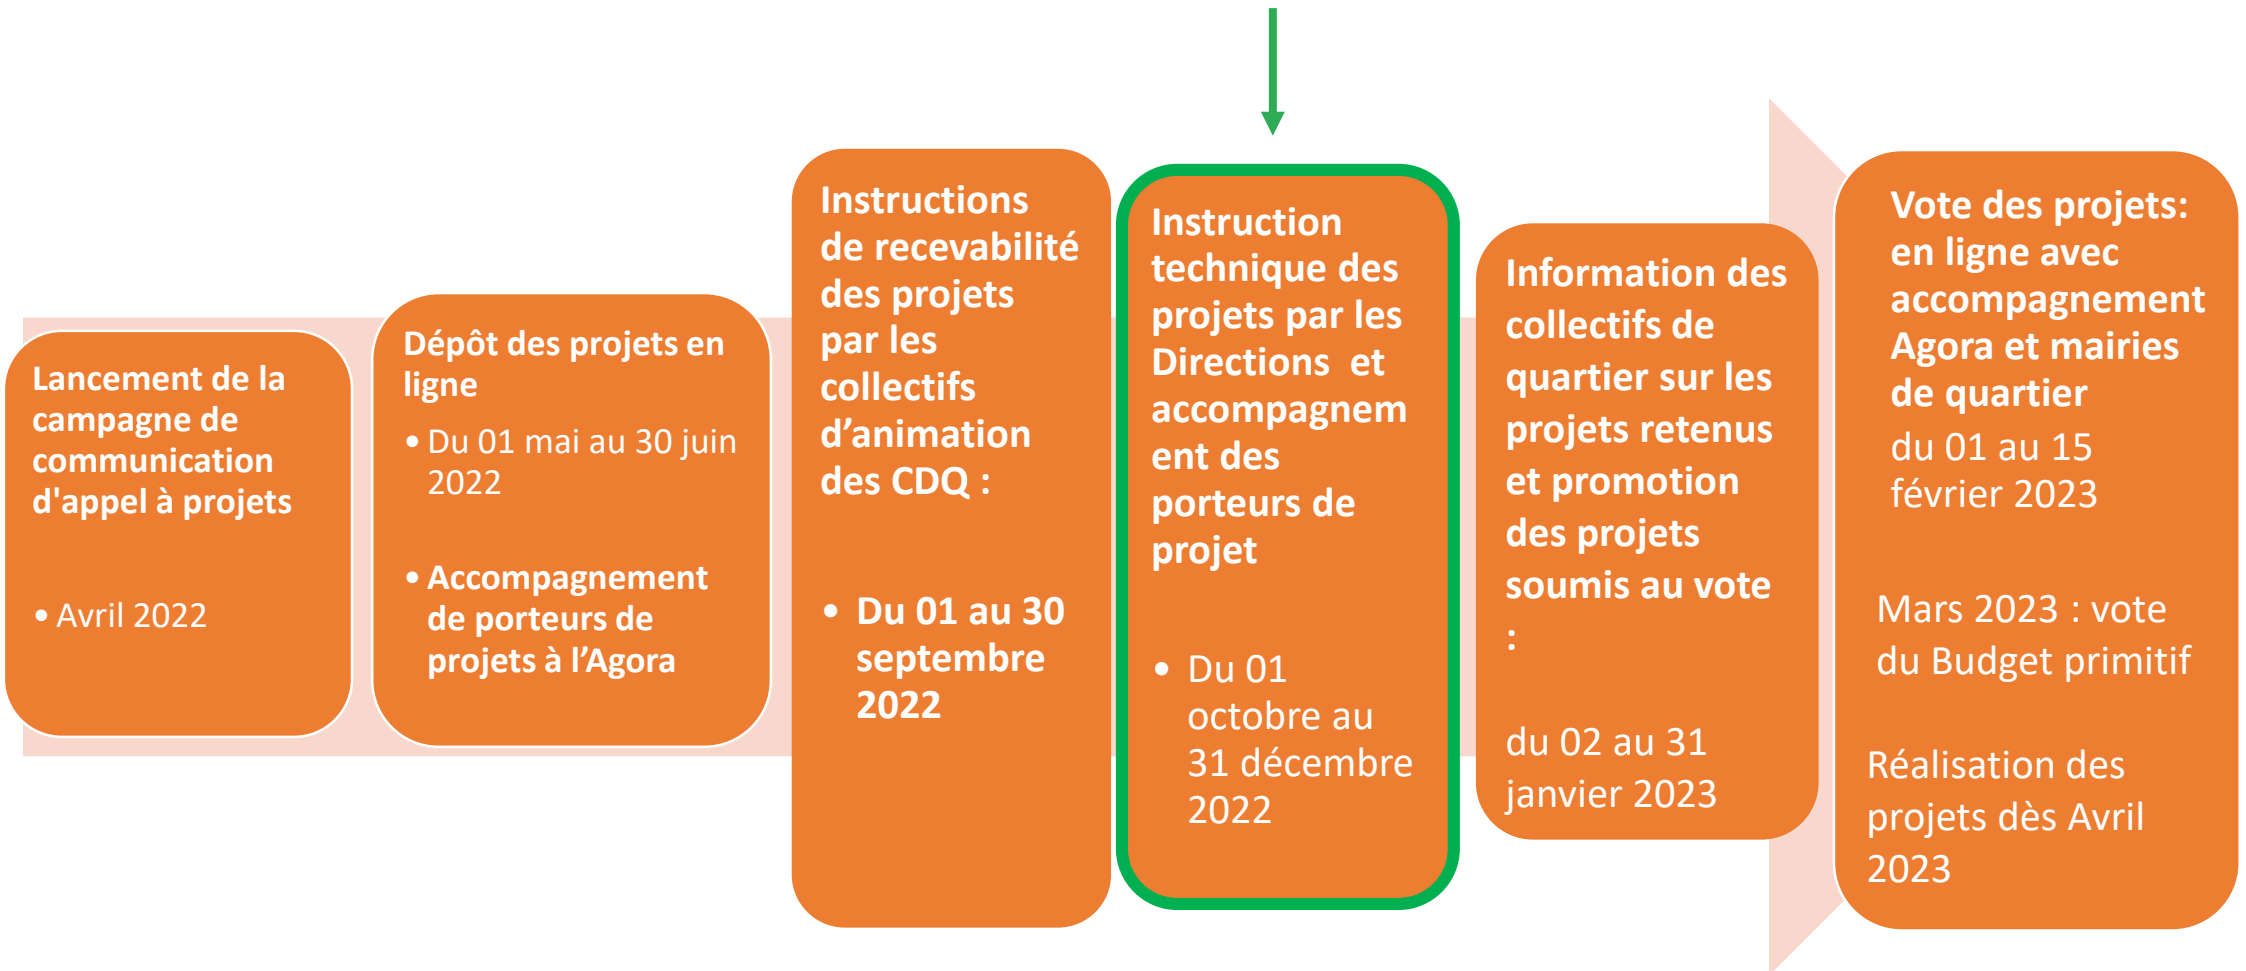 Lancement de la
campagne de
communication
d'appel à projets
• Avril 2022
Dépôt des projets en
ligne
• Du 01 mai au 30 juin
2022
• Accompagnement
de porteurs de
projets à l’Agora
Instructions
de recevabilité
des projets
par les
collectifs
d’animation
des CDQ :
• Du 01 au 30
septembre
2022
Instruction
technique des
projets par les
Directions et
accompagnem
ent des
porteurs de
projet
• Du 01
octobre au
31 décembre
2022
Information des
collectifs de
quartier sur les
projets retenus
et promotion
des projets
soumis au vote
:
du 02 au 31
janvier 2023
Vote des projets:
en ligne avec
accompagnement
Agora et mairies
de quartier
du 01 au 15
février 2023
Mars 2023 : vote
du Budget primitif
Réalisation des
projets dès Avril
2023